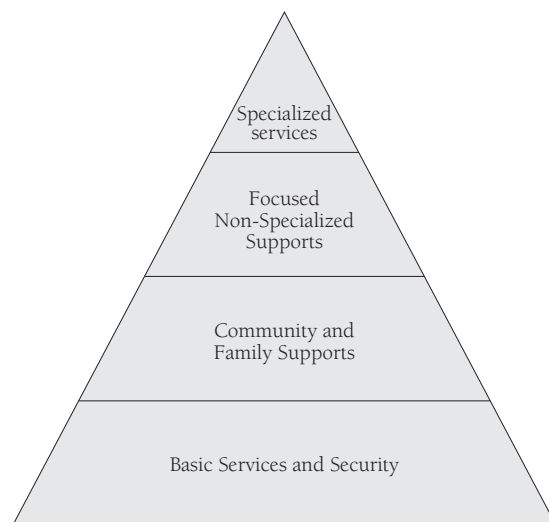 Specialized
services
Focused
Non-Specialized
Supports
Community and
Family Supports
Basic Services and Security